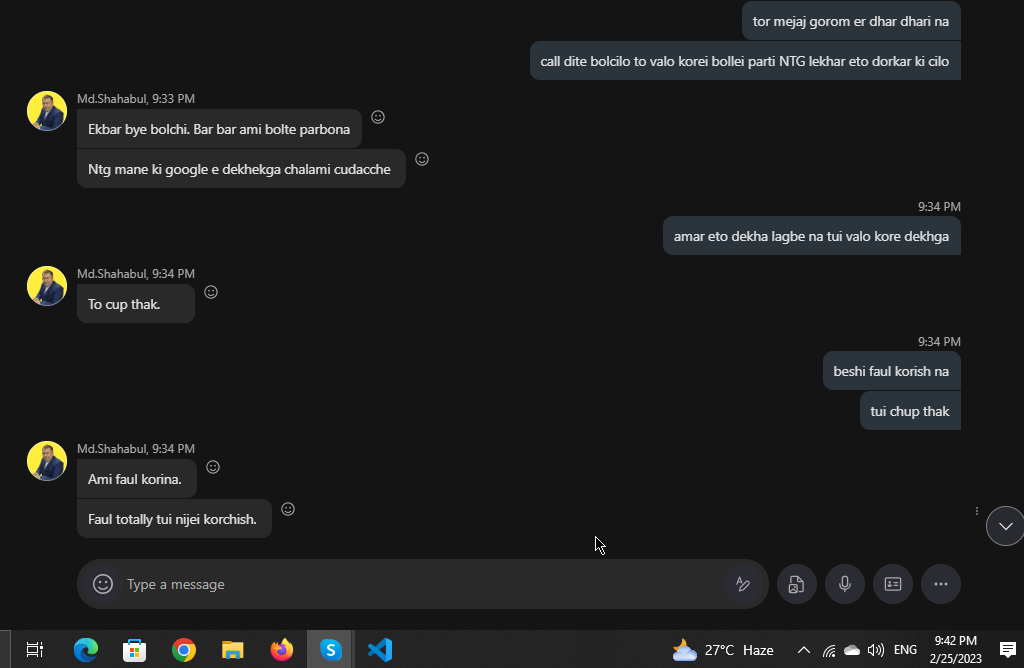 tor mejaj gorom er dhar dhari na
call dite bolcilo to valo korei bollei parti NTG lekhar eto dorkar ki cilo
Md.Shahabul, 9:33 PM
Ekbar bye bolchi. Bar bar ami bolte parbona
Ntg mane ki google e dekhekga chalami cudacche
9:34 PM
amar eto dekha lagbe na tui valo kore dekhga
Md.Shahabul, 9:34 PM
To cup thak.
9:34 PM
beshi faul korish na
tui chup thak
Md.Shahabul, 9:34 PM
Ami faul korina.
Faul totally tui nijei korchish.
Type a message
27°C Haze
ENG
9:42 PM
2/25/2023